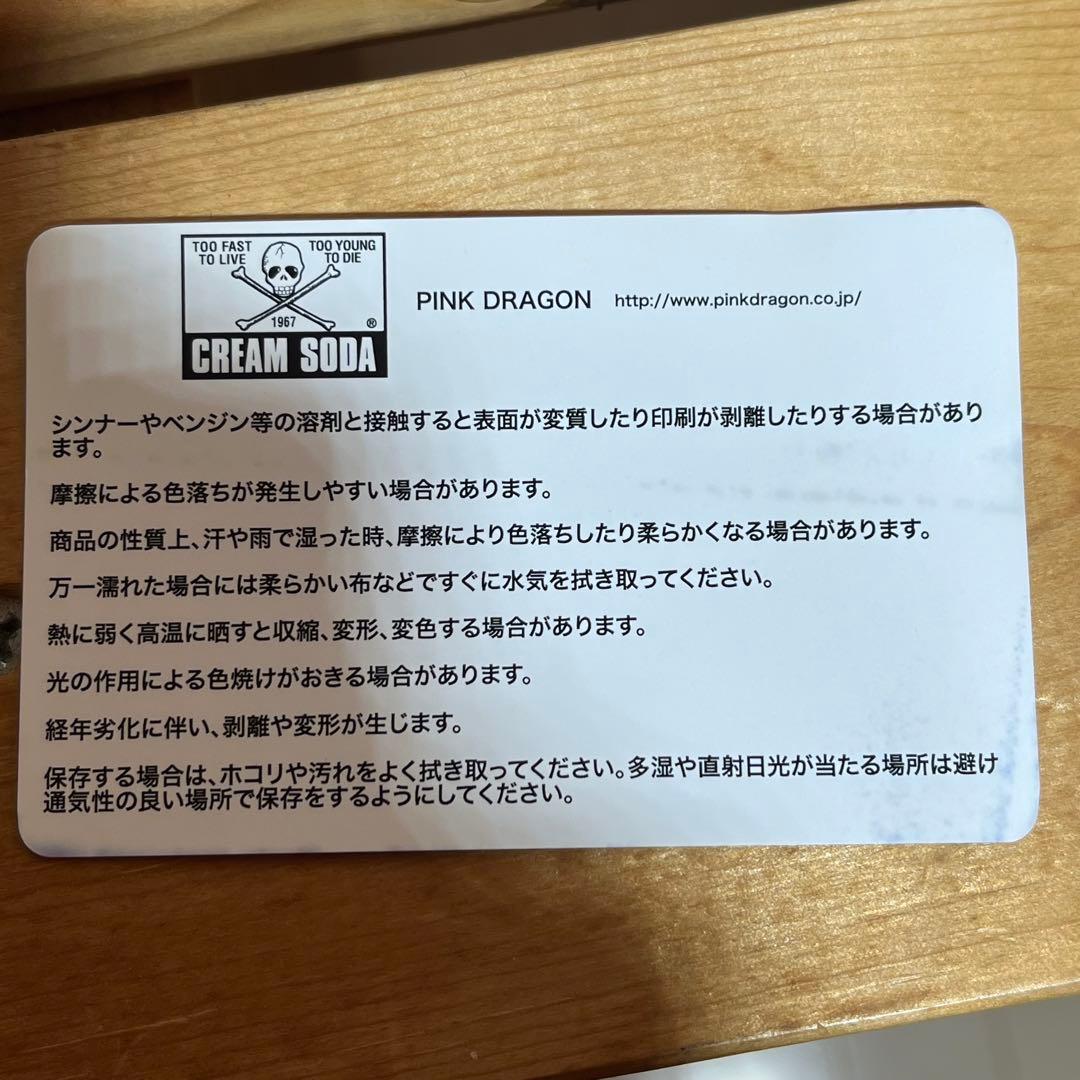 TOO FAST TO LIVE
TOO YOUNG TO DIE
1967
®
CREAM SODA
PINK DRAGON http://www.pinkdragon.co.jp/
シンナーやベンジン等の溶剤と接触すると表面が変質したり印刷が剥離したりする場合があり
ます。
摩擦による色落ちが発生しやすい場合があります。
商品の性質上、汗や雨で湿った時、摩擦により色落ちしたり柔らかくなる場合があります。
万一濡れた場合には柔らかい布などですぐに水気を拭き取ってください。
熱に弱く高温に晒すと収縮、変形、変色する場合があります。
光の作用による色焼けがおきる場合があります。
経年劣化に伴い、剥離や変形が生じます。
保存する場合は、ホコリや汚れをよく拭き取ってください。多湿や直射日光が当たる場所は避け
通気性の良い場所で保存をするようにしてください。